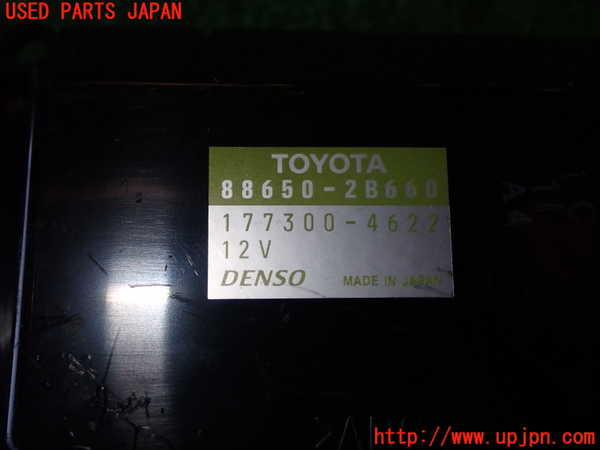 USED PARTS JAPAN
TOYOTA
88650-2B660
177300-4622
12V
DENSO MADE IN JAPAN
http://www.upjpn.com/